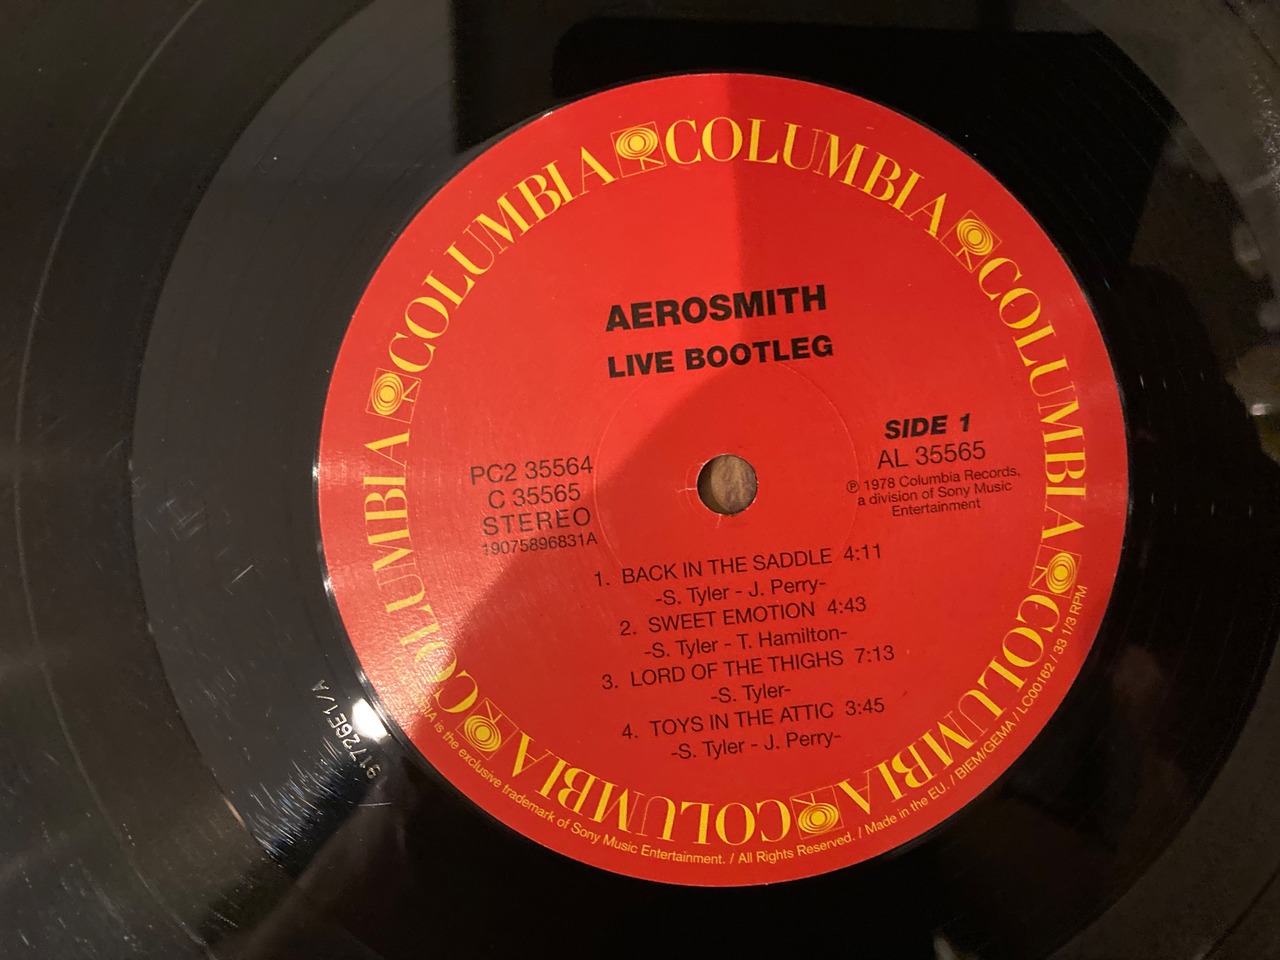 COLUMBIA COLUMBIA COLUMBIA COLUMBIA COLUMBIA COLUMBIA
AEROSMITH
LIVE BOOTLEG
PC2 35564
C 35565
STEREO
19075896831A
SIDE 1
AL 35565
℗ 1978 Columbia Records,
a division of Sony Music
Entertainment
1. BACK IN THE SADDLE 4:11
-S. Tyler - J. Perry-
2. SWEET EMOTION 4:43
-S. Tyler - T. Hamilton-
3. LORD OF THE THIGHS 7:13
-S. Tyler-
4. TOYS IN THE ATTIC 3:45
-S. Tyler - J. Perry-
is the exclusive trademark of Sony Music Entertainment. / All Rights Reserved. / Made in the EU. / BIEM/GEMA / LC00162 / 33 1/3 RPM
91726E1/A